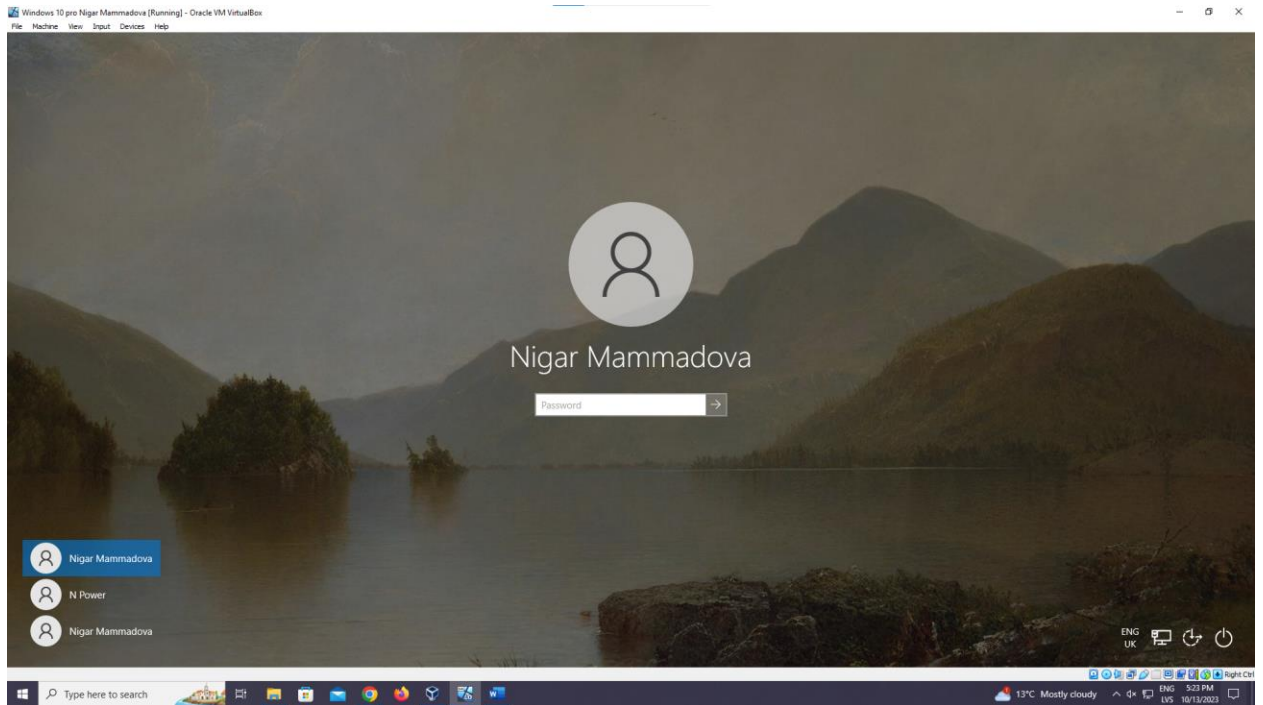 Windows 10 pro Nigar Mammadova [Running] - Oracle VM VirtualBox
File Machine View Input Devices Help
Nigar Mammadova
Password
Nigar Mammadova
N Power
Nigar Mammadova
ENG
UK
Right Ctrl
Type here to search
13°C Mostly cloudy
ENG
LVS
5:23 PM
10/13/2023